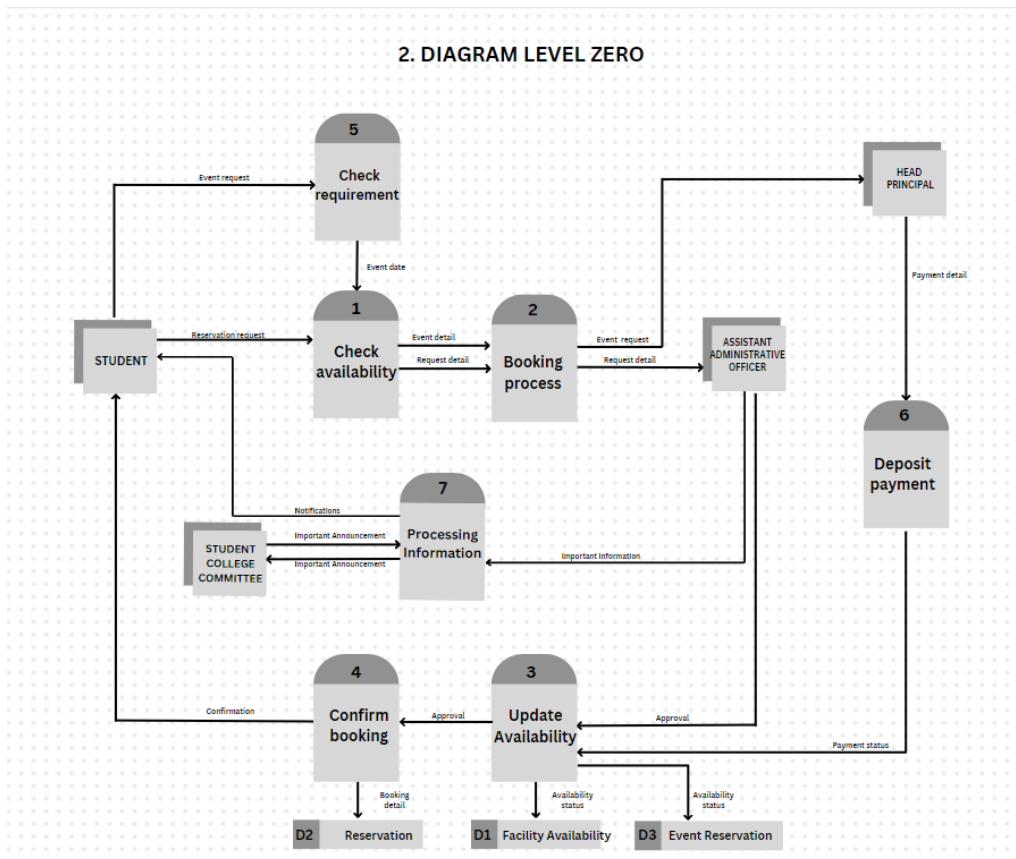 2. DIAGRAM LEVEL ZERO
5
Check
requirement
Event request
HEAD
PRINCIPAL
Event date
Payment detail
1
Check
availability
2
Booking
process
STUDENT
Reservation request
Event detail
Request detail
Event request
Request detail
ASSISTANT
ADMINISTRATIVE
OFFICER
6
Deposit
payment
7
Processing
Information
Notifications
Important Announcement
Important Announcement
STUDENT
COLLEGE
COMMITTEE
Important Information
4
Confirm
booking
3
Update
Availability
Confirmation
Approval
Approval
Payment status
Booking
detail
Availability
status
Availability
status
D2 Reservation
D1 Facility Availability
D3 Event Reservation